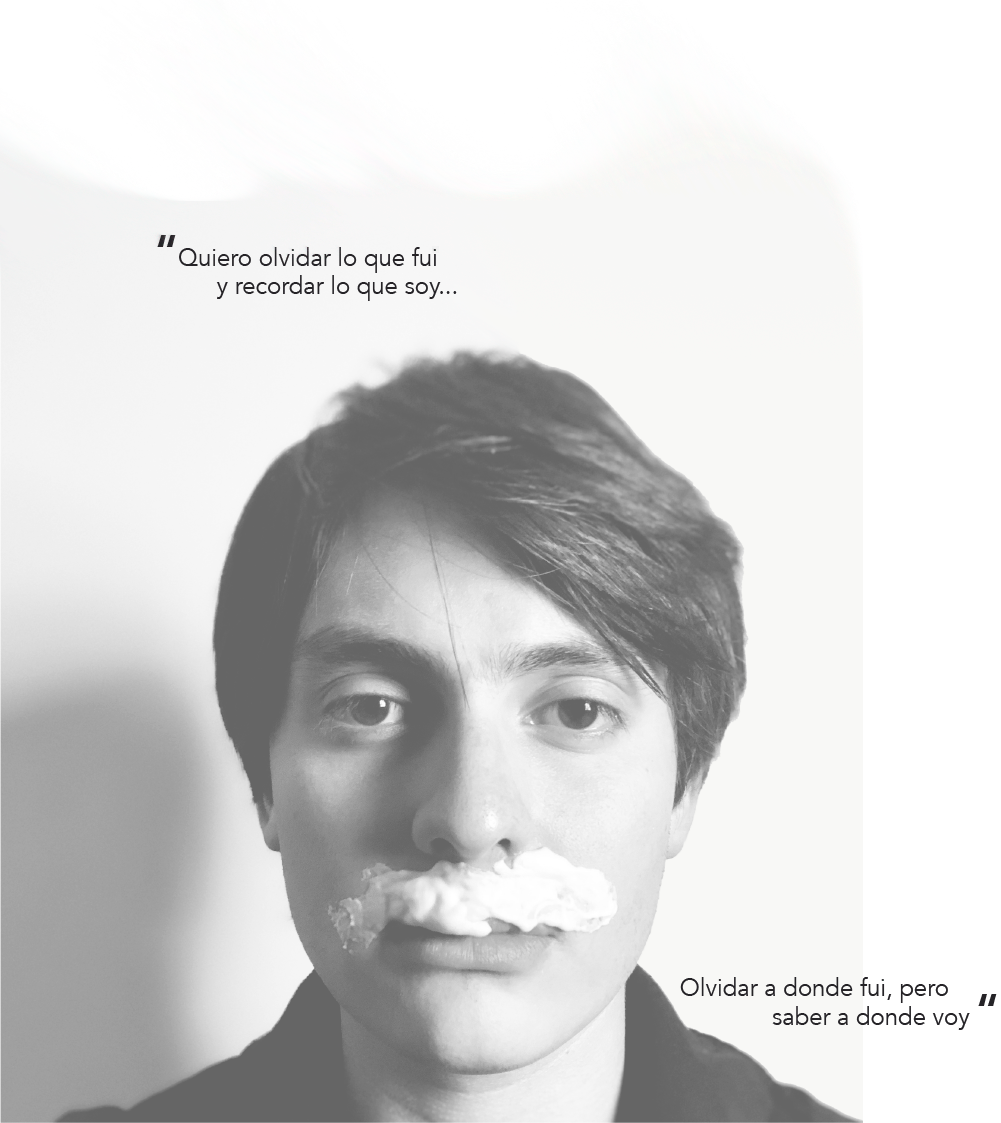 "Quiero olvidar lo que fui
y recordar lo que soy...
Olvidar a donde fui, pero
saber a donde voy"